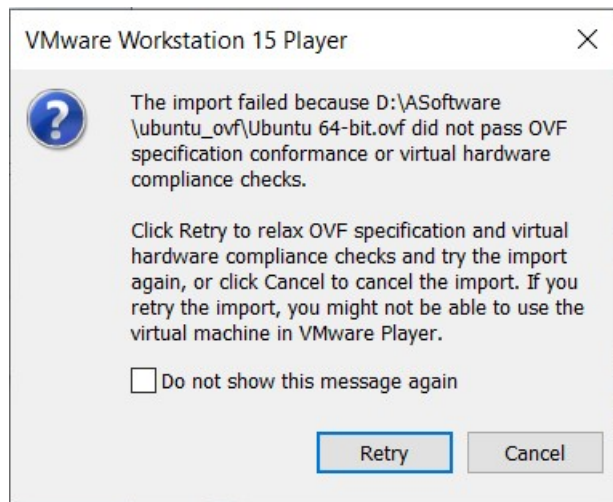 VMware Workstation 15 Player
The import failed because D:\ASoftware
\ubuntu_ovf\Ubuntu 64-bit.ovf did not pass OVF
specification conformance or virtual hardware
compliance checks.
Click Retry to relax OVF specification and virtual
hardware compliance checks and try the import
again, or click Cancel to cancel the import. If you
retry the import, you might not be able to use the
virtual machine in VMware Player.
Do not show this message again
Retry
Cancel